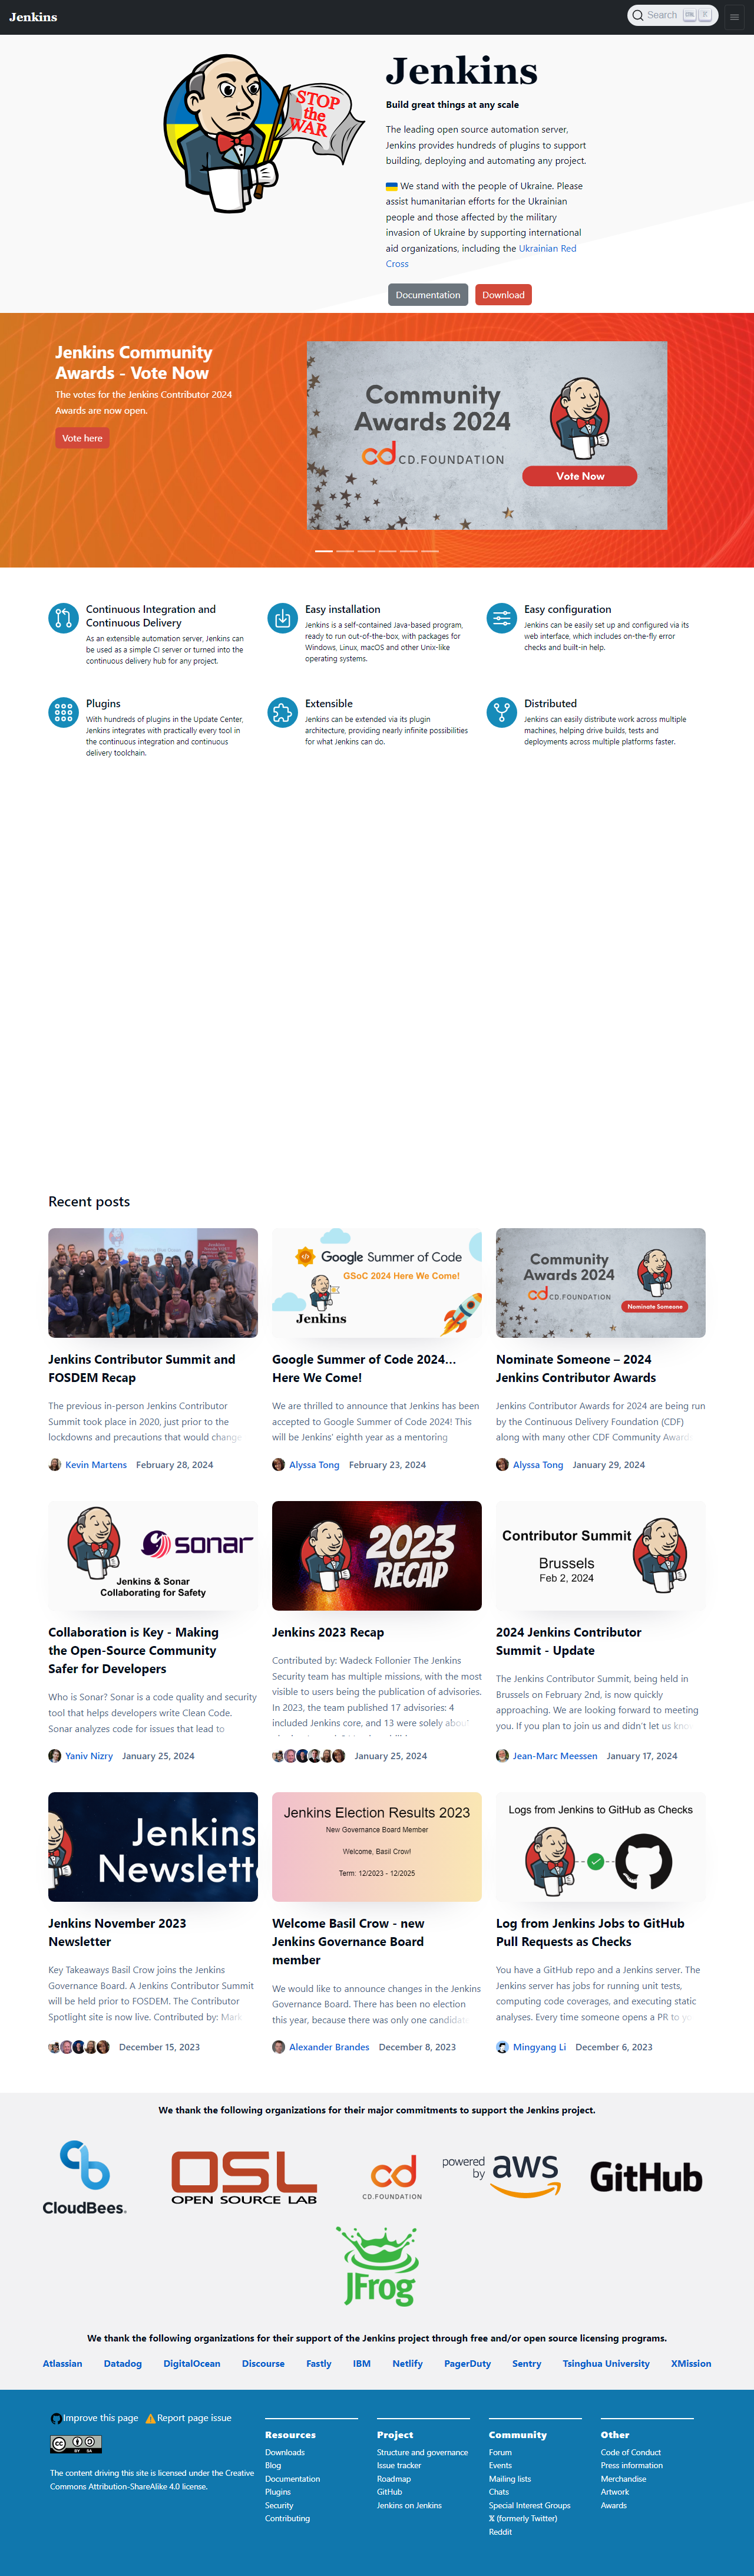 Jenkins
Search
K
STOP
the
WAR
Jenkins
Build great things at any scale
The leading open source automation server,
Jenkins provides hundreds of plugins to support
building, deploying and automating any project.
We stand with the people of Ukraine. Please
assist humanitarian efforts for the Ukrainian
people and those affected by the military
invasion of Ukraine by supporting international
aid organizations, including the Ukrainian Red
Cross
Documentation
Download
Jenkins Community
Awards - Vote Now
The votes for the Jenkins Contributor 2024
Awards are now open.
Vote here
Community
Awards 2024
cd CD.FOUNDATION
Vote Now
Continuous Integration and
Continuous Delivery
As an extensible automation server, Jenkins can
be used as a simple CI server or turned into the
continuous delivery hub for any project.
Easy installation
Jenkins is a self-contained Java-based program,
ready to run out-of-the-box, with packages for
Windows, Linux, macOS and other Unix-like
operating systems.
Easy configuration
Jenkins can be easily set up and configured via its
web interface, which includes on-the-fly error
checks and built-in help.
Plugins
With hundreds of plugins in the Update Center,
Jenkins integrates with practically every tool in
the continuous integration and continuous
delivery toolchain.
Extensible
Jenkins can be extended via its plugin
architecture, providing nearly infinite possibilities
for what Jenkins can do.
Distributed
Jenkins can easily distribute work across multiple
machines, helping drive builds, tests and
deployments across multiple platforms faster.
Recent posts
Jenkins Contributor Summit and
FOSDEM Recap
The previous in-person Jenkins Contributor
Summit took place in 2020, just prior to the
lockdowns and precautions that would change
Kevin Martens February 28, 2024
Google Summer of Code
GSoC 2024 Here We Come!
Jenkins
Google Summer of Code 2024...
Here We Come!
We are thrilled to announce that Jenkins has been
accepted to Google Summer of Code 2024! This
will be Jenkins' eighth year as a mentoring
Alyssa Tong February 23, 2024
Community
Awards 2024
cd CD.FOUNDATION
Nominate Someone
Nominate Someone – 2024
Jenkins Contributor Awards
Jenkins Contributor Awards for 2024 are being run
by the Continuous Delivery Foundation (CDF)
along with many other CDF Community Awards
Alyssa Tong January 29, 2024
sonar
Jenkins & Sonar
Collaborating for Safety
Collaboration is Key - Making
the Open-Source Community
Safer for Developers
Who is Sonar? Sonar is a code quality and security
tool that helps developers write Clean Code.
Sonar analyzes code for issues that lead to
Yaniv Nizry January 25, 2024
2023
RECAP
Jenkins 2023 Recap
Contributed by: Wadeck Follonier The Jenkins
Security team has multiple missions, with the most
visible to users being the publication of advisories.
In 2023, the team published 17 advisories: 4
included Jenkins core, and 13 were solely about
January 25, 2024
Contributor Summit
Brussels
Feb 2, 2024
2024 Jenkins Contributor
Summit - Update
The Jenkins Contributor Summit, being held in
Brussels on February 2nd, is now quickly
approaching. We are looking forward to meeting
you. If you plan to join us and didn't let us know
Jean-Marc Meessen January 17, 2024
Jenkins
Newslett
Jenkins November 2023
Newsletter
Key Takeaways Basil Crow joins the Jenkins
Governance Board. A Jenkins Contributor Summit
will be held prior to FOSDEM. The Contributor
Spotlight site is now live. Contributed by: Mark
December 15, 2023
Jenkins Election Results 2023
New Governance Board Member
Welcome, Basil Crow!
Term: 12/2023 - 12/2025
Welcome Basil Crow - new
Jenkins Governance Board
member
We would like to announce changes in the Jenkins
Governance Board. There has been no election
this year, because there was only one candidate
Alexander Brandes December 8, 2023
Logs from Jenkins to GitHub as Checks
Log from Jenkins Jobs to GitHub
Pull Requests as Checks
You have a GitHub repo and a Jenkins server. The
Jenkins server has jobs for running unit tests,
computing code coverages, and executing static
analyses. Every time someone opens a PR to
Mingyang Li December 6, 2023
We thank the following organizations for their major commitments to support the Jenkins project.
CloudBees.
OSL
OPEN SOURCE LAB
cd
CD.FOUNDATION
powered
by
aws
GitHub
JFrog
We thank the following organizations for their support of the Jenkins project through free and/or open source licensing programs.
Atlassian Datadog DigitalOcean Discourse Fastly IBM Netlify PagerDuty Sentry Tsinghua University XMission
Improve this page Report page issue
cc BY SA
The content driving this site is licensed under the Creative
Commons Attribution-ShareAlike 4.0 license.
Resources
Downloads
Blog
Documentation
Plugins
Security
Contributing
Project
Structure and governance
Issue tracker
Roadmap
GitHub
Jenkins on Jenkins
Community
Forum
Events
Mailing lists
Chats
Special Interest Groups
X (formerly Twitter)
Reddit
Other
Code of Conduct
Press information
Merchandise
Artwork
Awards